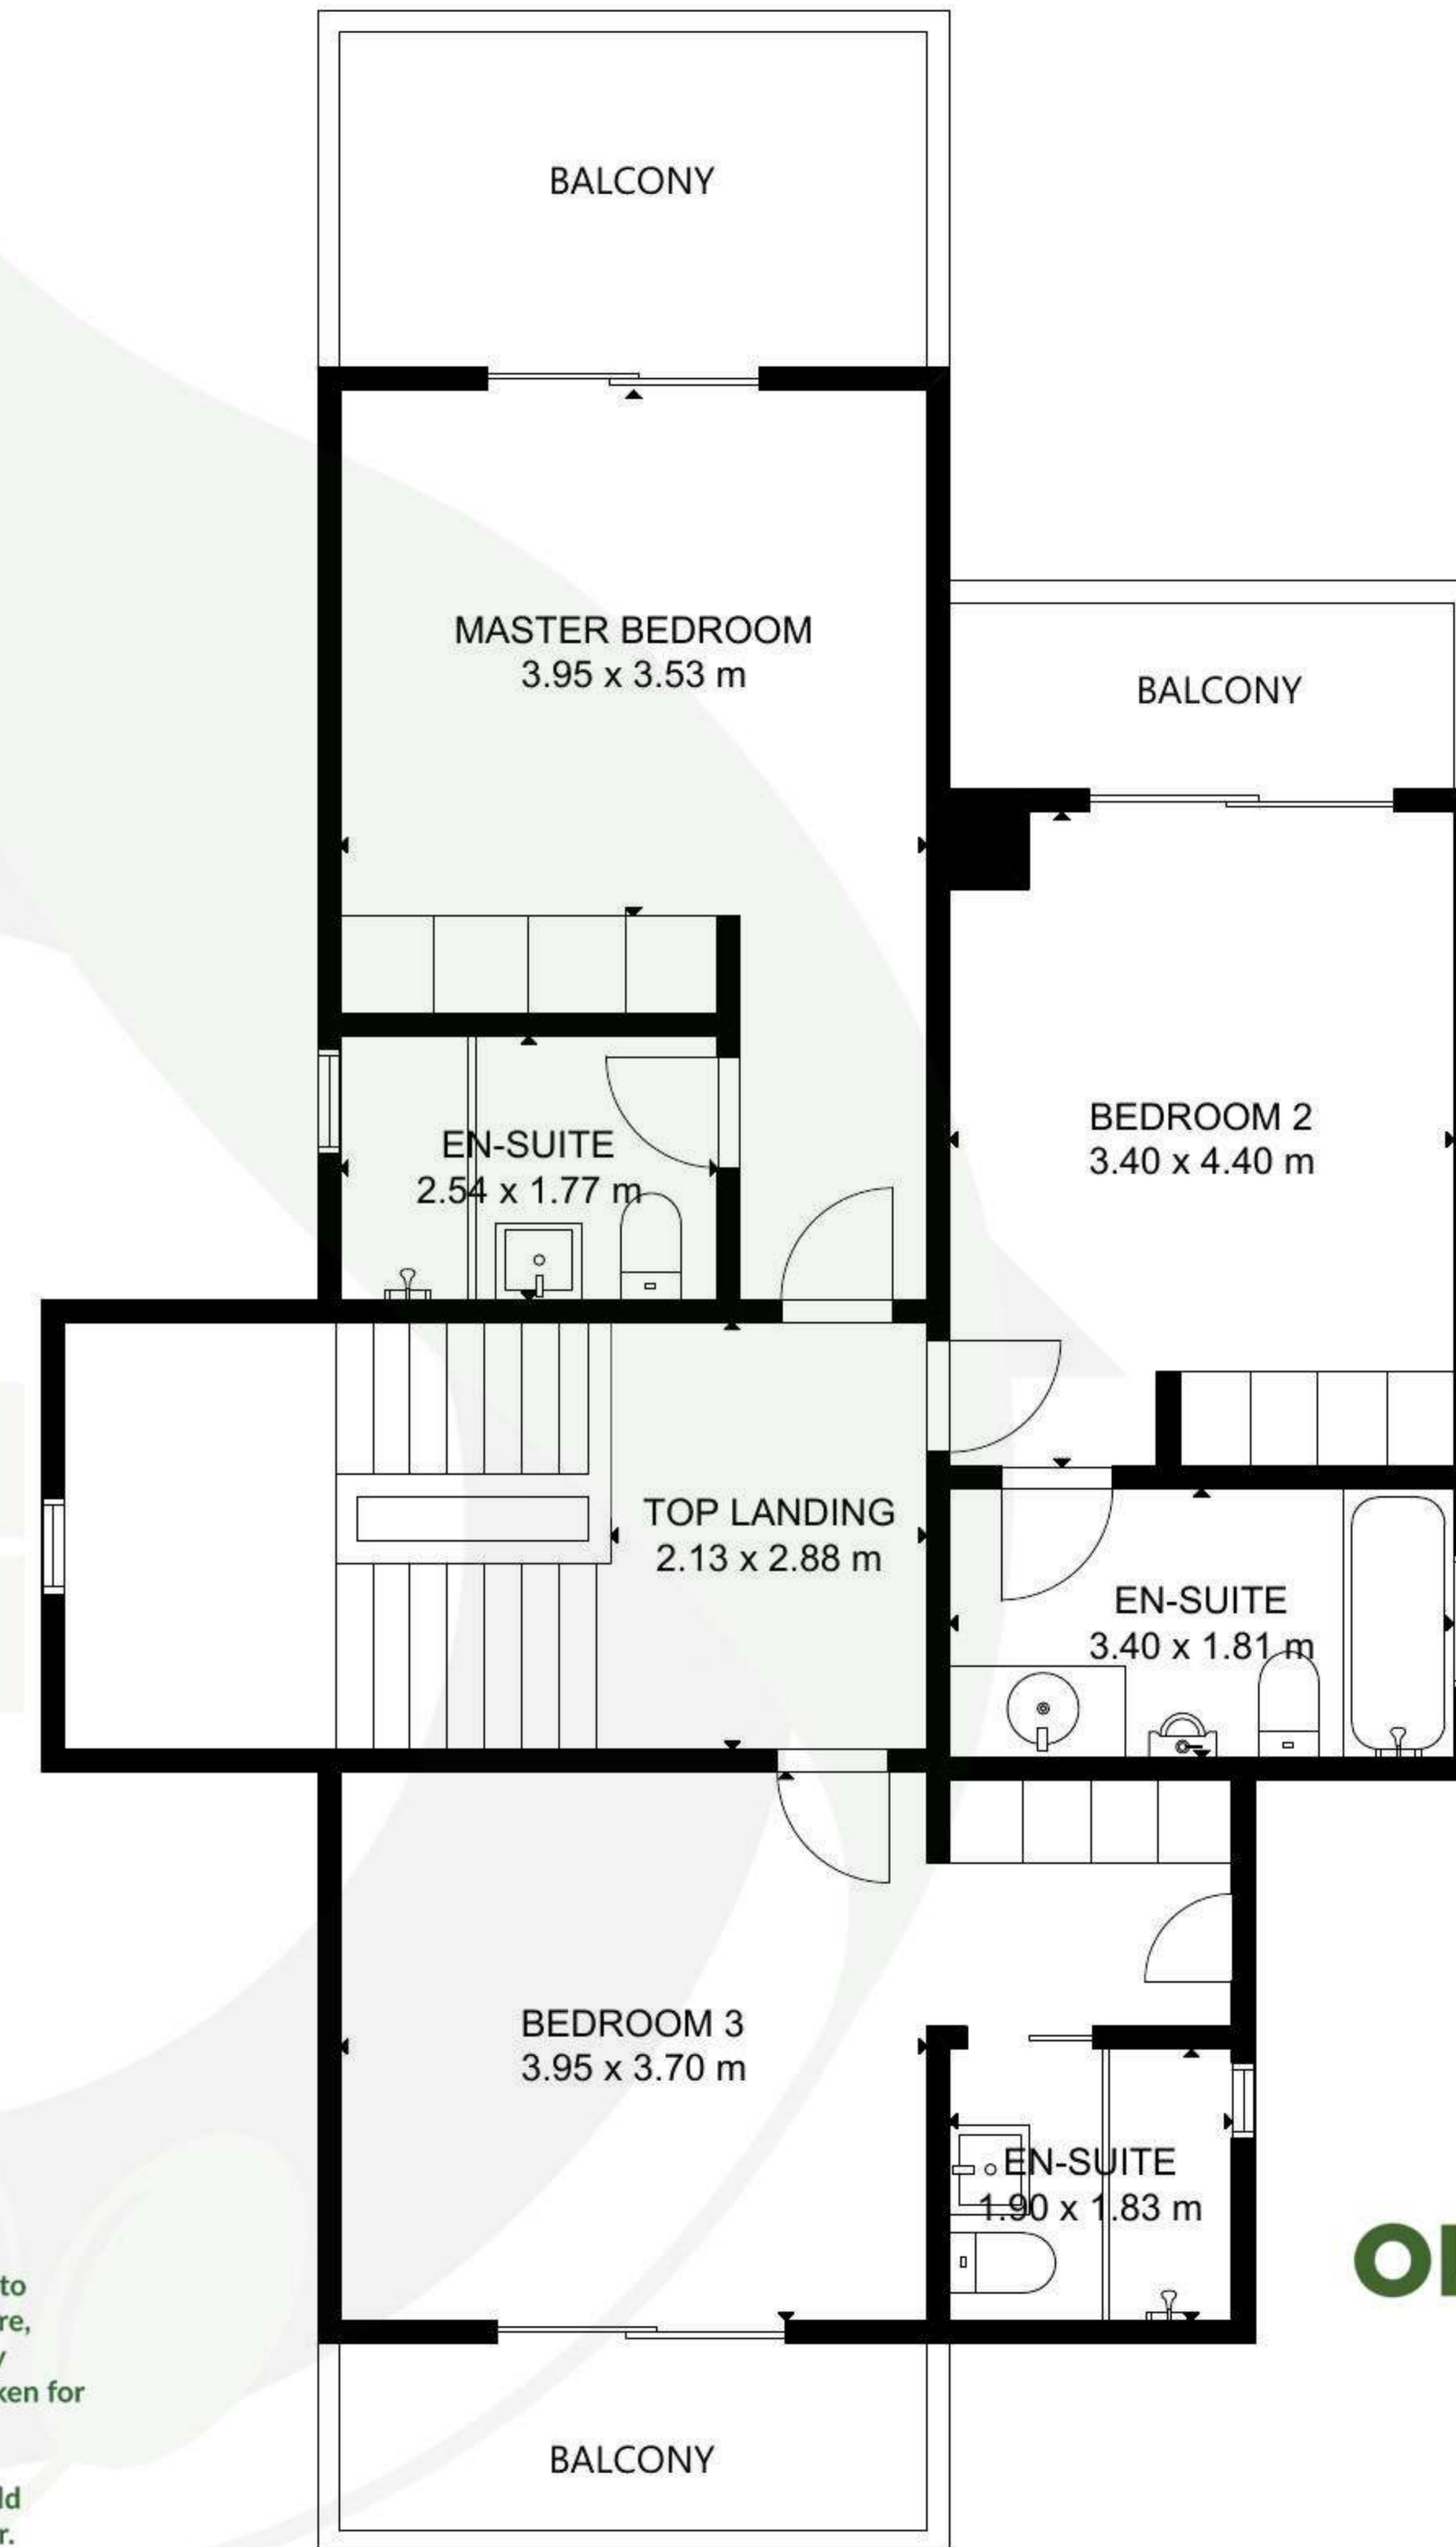 BALCONY
MASTER BEDROOM
3.95 x 3.53 m
BALCONY
BEDROOM 2
3.40 x 4.40 m
EN-SUITE
2.54 x 1.77 m
TOP LANDING
2.13 x 2.88 m
EN-SUITE
3.40 x 1.81 m
BEDROOM 3
3.95 x 3.70 m
EN-SUITE
1.90 x 1.83 m
BALCONY
to
for